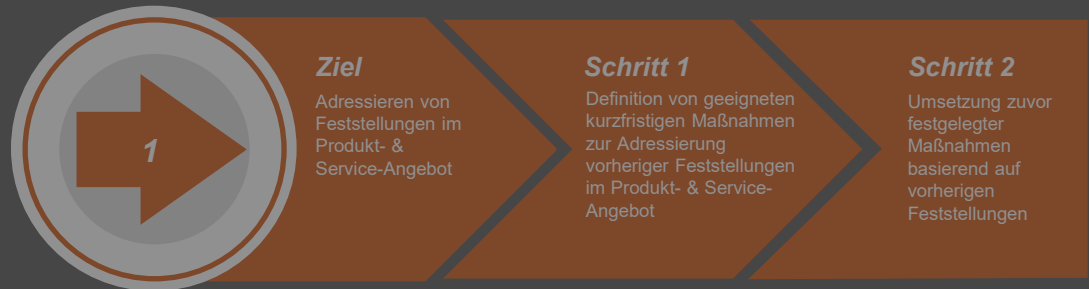 1
Ziel
Adressieren von
Feststellungen im
Produkt- &
Service-Angebot
Schritt 1
Definition von geeigneten
kurzfristigen Maßnahmen
zur Adressierung
vorheriger Feststellungen
im Produkt- & Service-
Angebot
Schritt 2
Umsetzung zuvor
festgelegter
Maßnahmen
basierend auf
vorherigen
Feststellungen